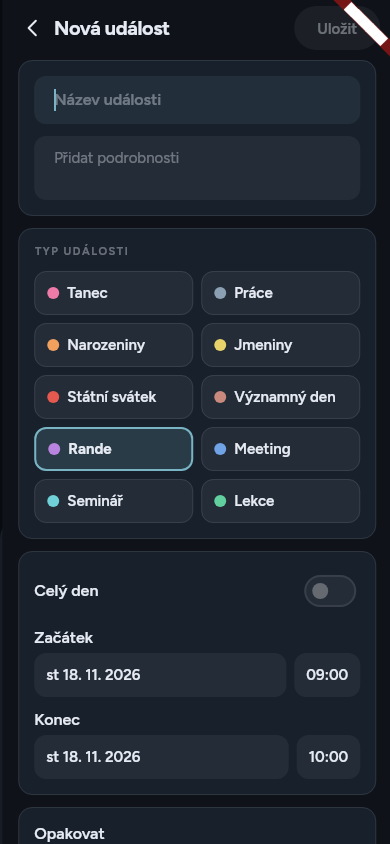 Nová událost
Uložit
Název události
Přidat podrobnosti
TYP UDÁLOSTI
Tanec
Práce
Narozeniny
Jmeniny
Státní svátek
Významný den
Rande
Meeting
Seminář
Lekce
Celý den
Začátek
st 18. 11. 2026
09:00
Konec
st 18. 11. 2026
10:00
Opakovat